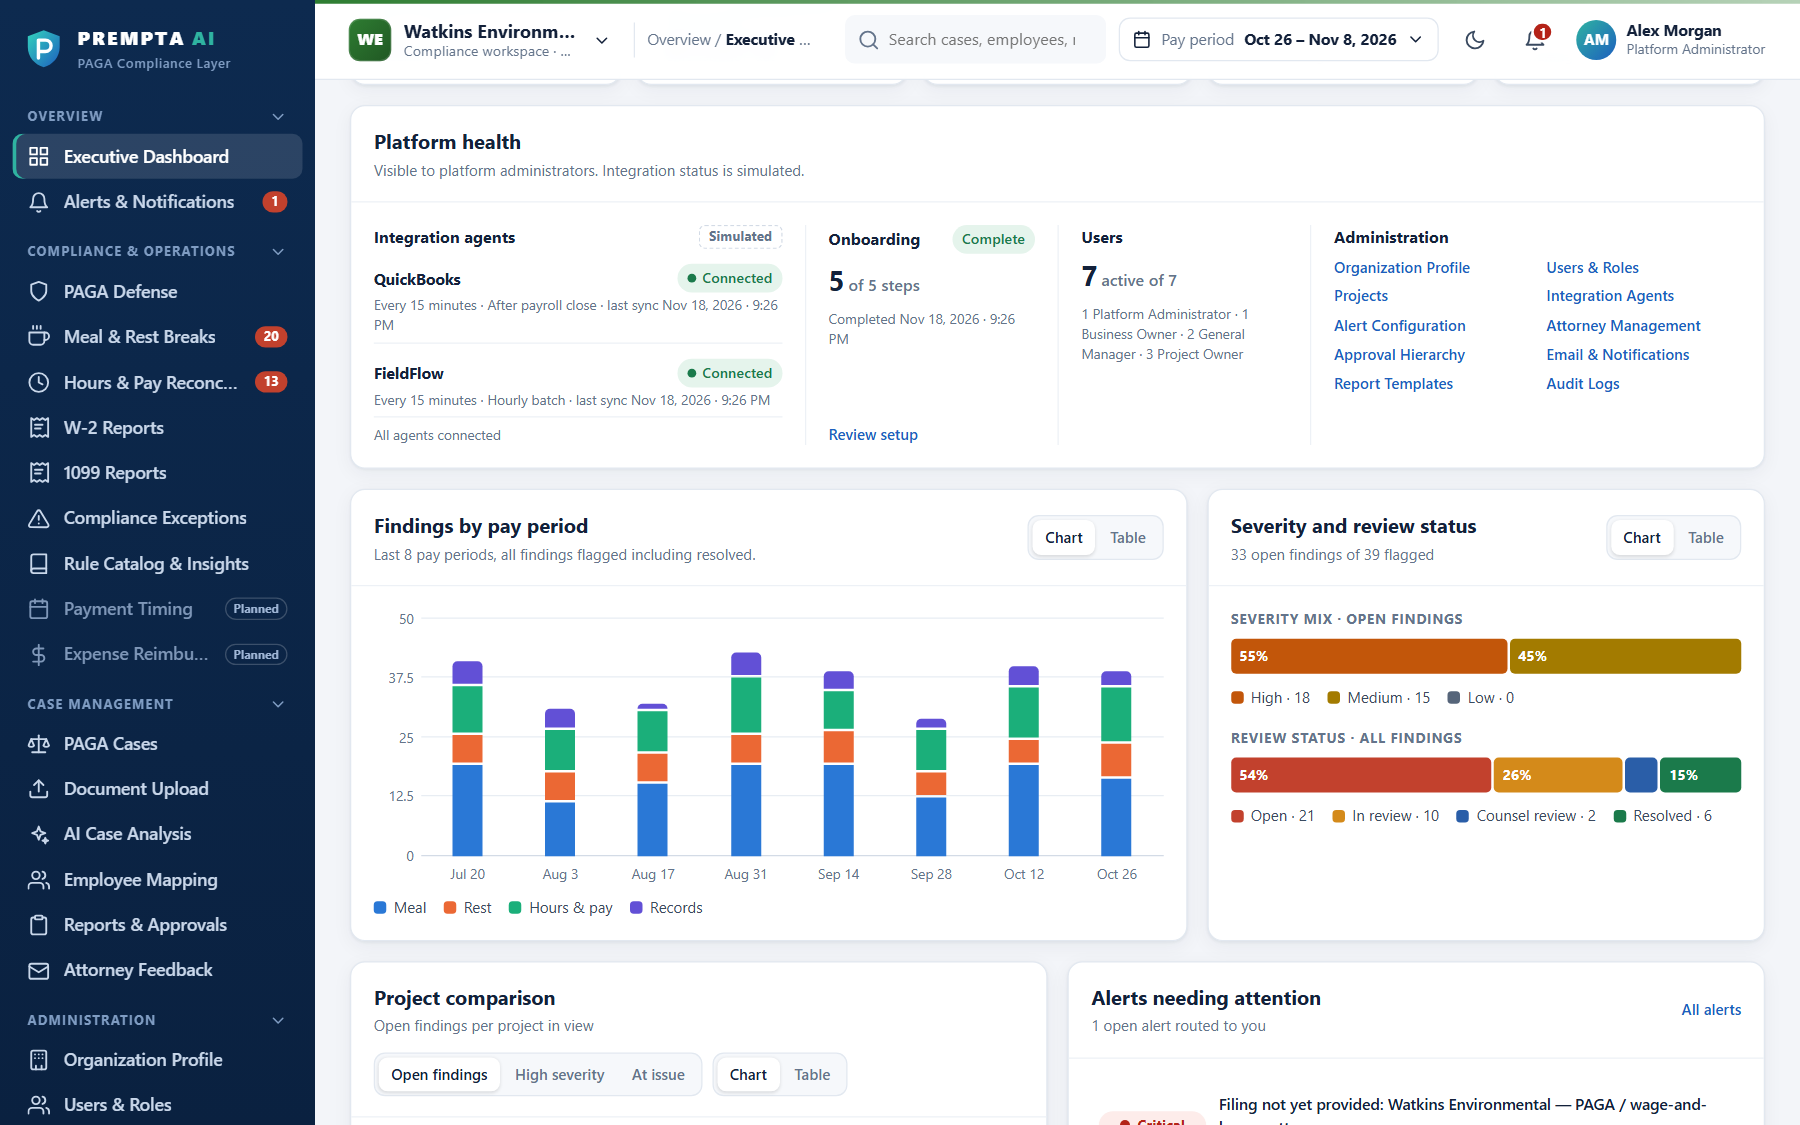 PREMPTA AI
PAGA Compliance Layer
OVERVIEW
Executive Dashboard
Alerts & Notifications 1
COMPLIANCE & OPERATIONS
PAGA Defense
Meal & Rest Breaks 20
Hours & Pay Reconc... 13
W-2 Reports
1099 Reports
Compliance Exceptions
Rule Catalog & Insights
Payment Timing Planned
Expense Reimbu... Planned
CASE MANAGEMENT
PAGA Cases
Document Upload
AI Case Analysis
Employee Mapping
Reports & Approvals
Attorney Feedback
ADMINISTRATION
Organization Profile
Users & Roles
WE
Watkins Environm...
Compliance workspace · ...
Overview / Executive ...
Search cases, employees, r
Pay period Oct 26 – Nov 8, 2026
1
AM
Alex Morgan
Platform Administrator
Platform health
Visible to platform administrators. Integration status is simulated.
Integration agents Simulated
QuickBooks Connected
Every 15 minutes · After payroll close · last sync Nov 18, 2026 · 9:26
PM
FieldFlow Connected
Every 15 minutes · Hourly batch · last sync Nov 18, 2026 · 9:26 PM
All agents connected
Onboarding Complete
5 of 5 steps
Completed Nov 18, 2026 · 9:26
PM
Review setup
Users
7 active of 7
1 Platform Administrator · 1
Business Owner · 2 General
Manager · 3 Project Owner
Administration
Organization Profile Users & Roles
Projects Integration Agents
Alert Configuration Attorney Management
Approval Hierarchy Email & Notifications
Report Templates Audit Logs
Findings by pay period
Last 8 pay periods, all findings flagged including resolved.
Chart Table
50
37.5
25
12.5
0
Jul 20 Aug 3 Aug 17 Aug 31 Sep 14 Sep 28 Oct 12 Oct 26
Meal Rest Hours & pay Records
Severity and review status
33 open findings of 39 flagged
Chart Table
SEVERITY MIX · OPEN FINDINGS
55% 45%
High · 18 Medium · 15 Low · 0
REVIEW STATUS · ALL FINDINGS
54% 26% 15%
Open · 21 In review · 10 Counsel review · 2 Resolved · 6
Project comparison
Open findings per project in view
Open findings High severity At issue Chart Table
Alerts needing attention
1 open alert routed to you
All alerts
Critical
Filing not yet provided: Watkins Environmental — PAGA / wage-and-